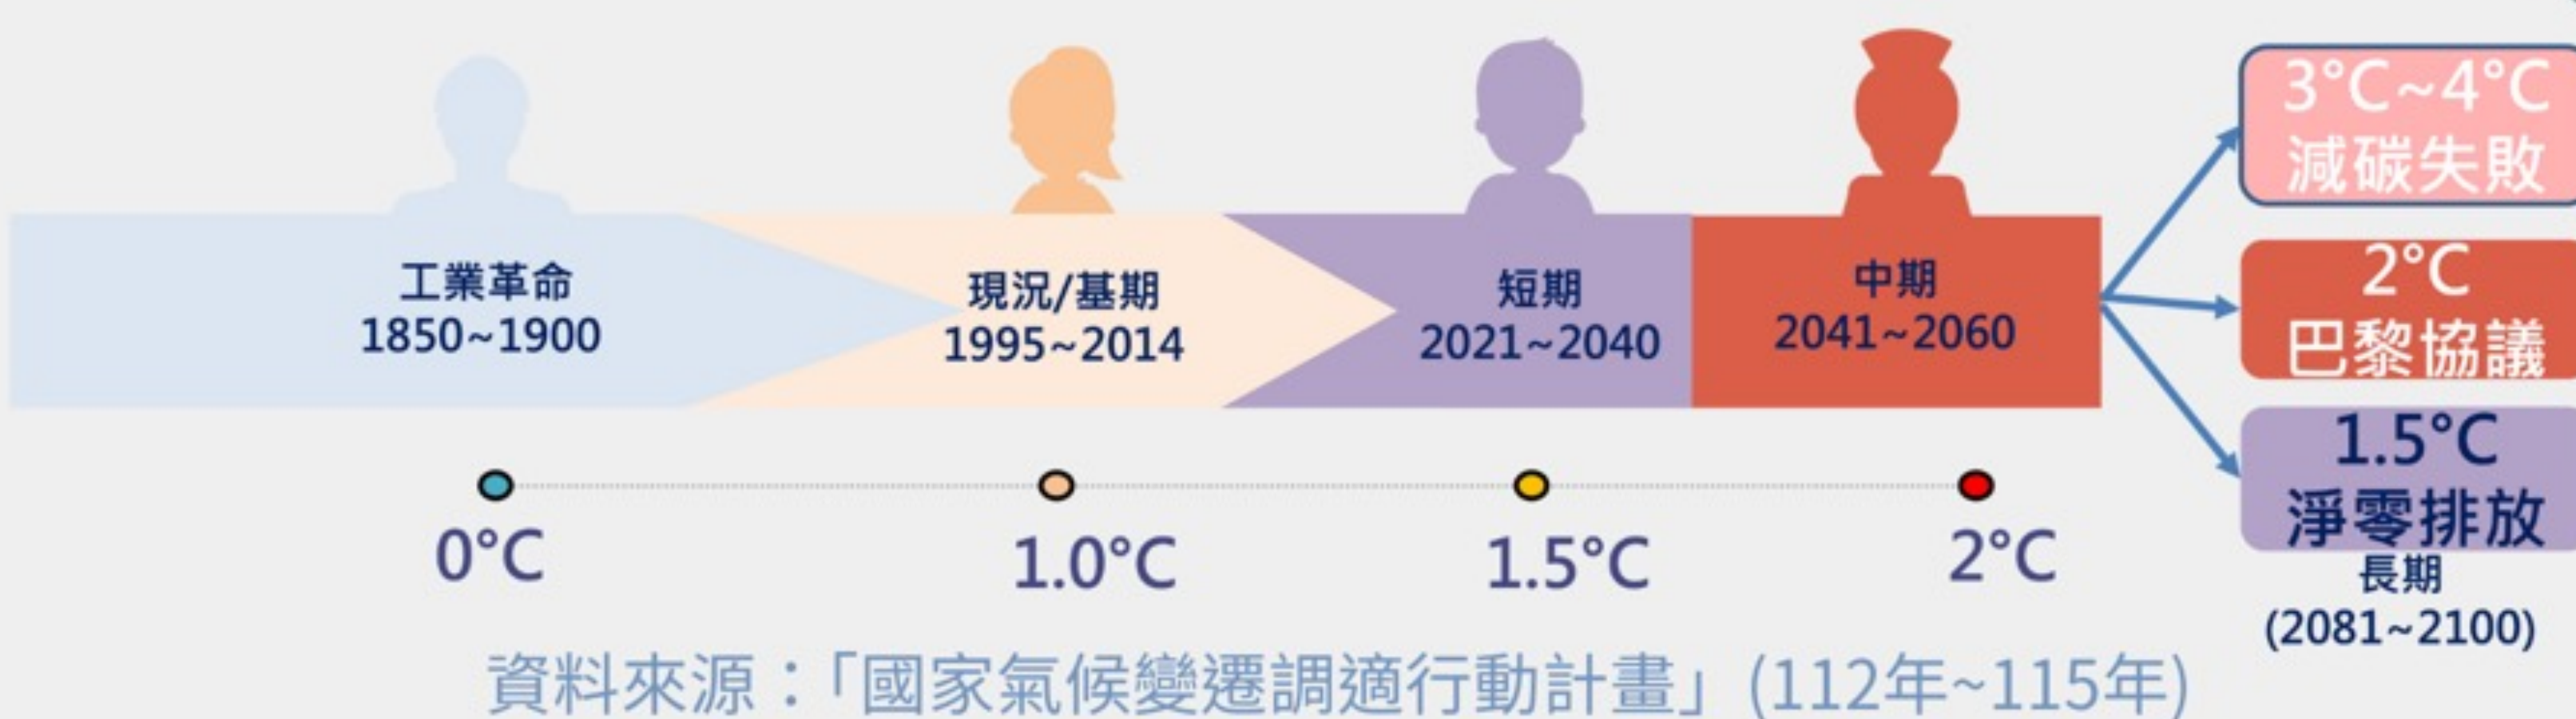 工業革命
1850~1900
現況/基期
1995~2014
短期
2021~2040
中期
2041~2060
3°C~4°C
減碳失敗
2°C
巴黎協議
1.5°C
淨零排放
長期
(2081~2100)
0°C
1.0°C
1.5°C
2°C
資料來源：「國家氣候變遷調適行動計畫」(112年~115年)